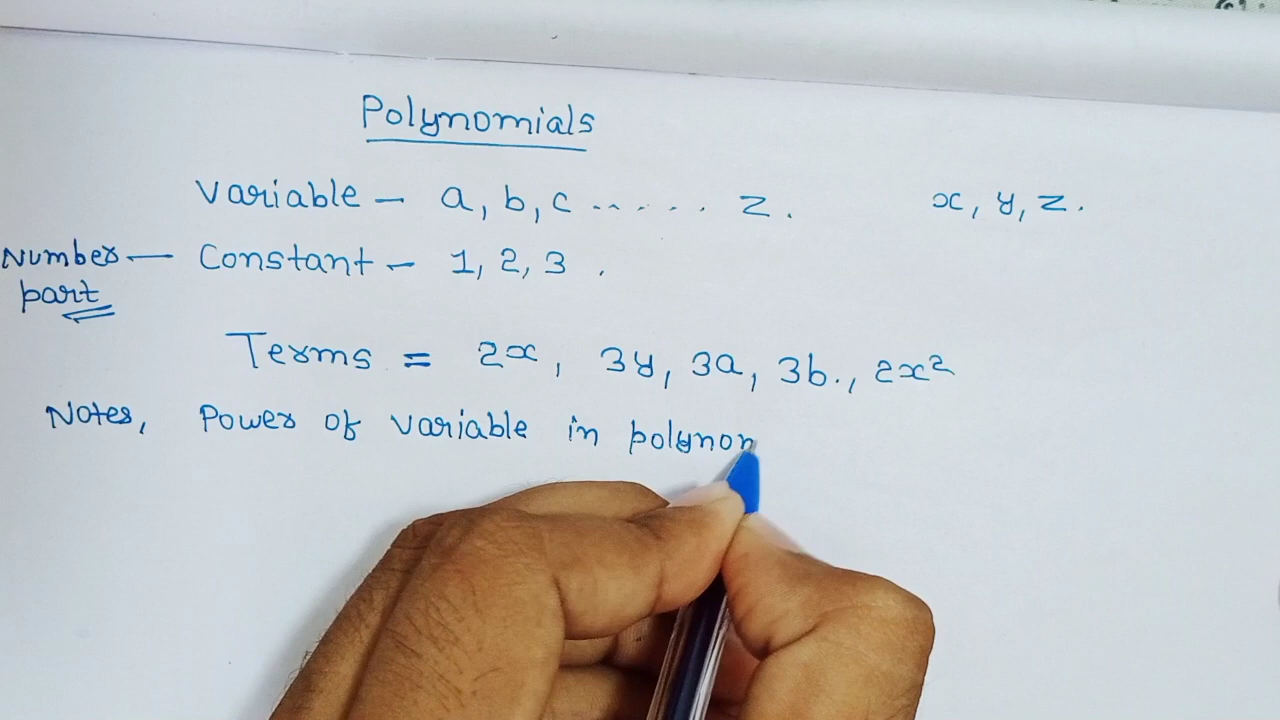 Polynomials
Variable - a, b, c ...... z. x, y, z.
Number - Constant - 1, 2, 3 .
part
Terms = 2x, 3y, 3a, 3b., 2x²
Notes, Power of variable in polynom